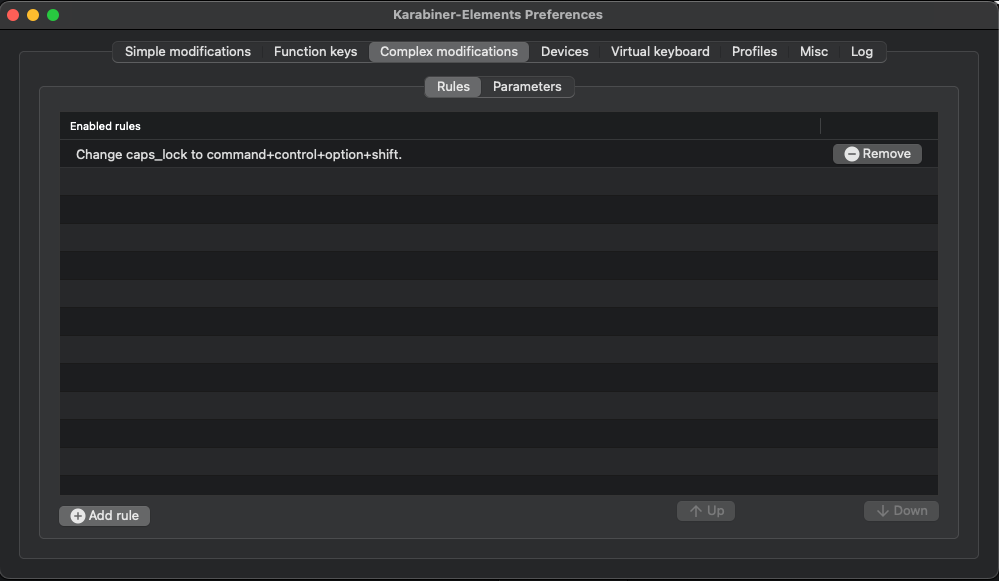 Karabiner-Elements Preferences
Simple modifications Function keys Complex modifications Devices Virtual keyboard Profiles Misc Log
Rules Parameters
Enabled rules
Change caps_lock to command+control+option+shift. Remove
Add rule Up Down